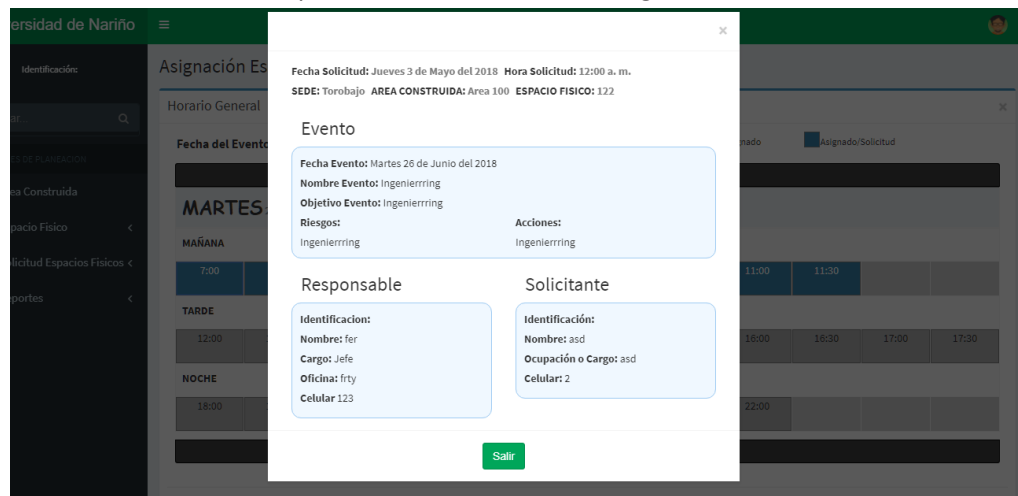 ersidad de Nariño
×
Identificación:
Asignación Es
Fecha Solicitud: Jueves 3 de Mayo del 2018 Hora Solicitud: 12:00 a. m.
SEDE: Torobajo AREA CONSTRUIDA: Area 100 ESPACIO FISICO: 122
Horario General
×
ar...
Evento
Fecha del Evento
nado
Asignado/Solicitud
ES DE PLANEACIÓN
Fecha Evento: Martes 26 de Junio del 2018
Nombre Evento: Ingenierrring
Objetivo Evento: Ingenierrring
Riesgos:
Acciones:
Ingenierrring
Ingenierrring
ea Construida
MARTES
pacio Fisico
MAÑANA
licitud Espacios Fisicos
7:00
11:00
11:30
Responsable
Solicitante
portes
TARDE
Identificacion:
Nombre: fer
Cargo: Jefe
Oficina: frty
Celular 123
Identificación:
Nombre: asd
Ocupación o Cargo: asd
Celular: 2
12:00
16:00
16:30
17:00
17:30
NOCHE
18:00
22:00
Salir